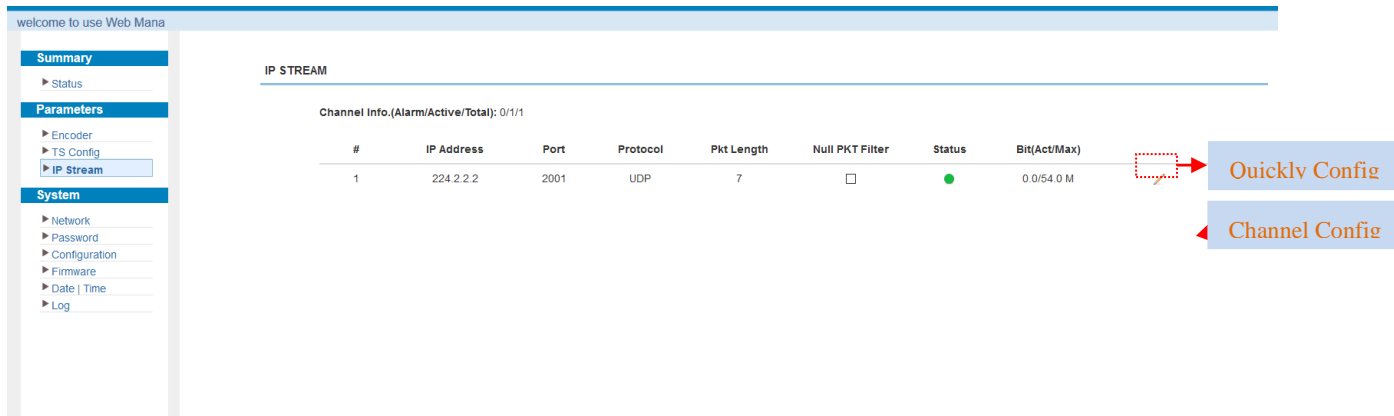 welcome to use Web Mana
Summary
Status
Parameters
Encoder
TS Config
IP Stream
System
Network
Password
Configuration
Firmware
Date | Time
Log
IP STREAM
Channel Info.(Alarm/Active/Total): 0/1/1
# IP Address Port Protocol Pkt Length Null PKT Filter Status Bit(Act/Max)
1 224.2.2.2 2001 UDP 7 0.0/54.0 M
Quickly Config
Channel Config